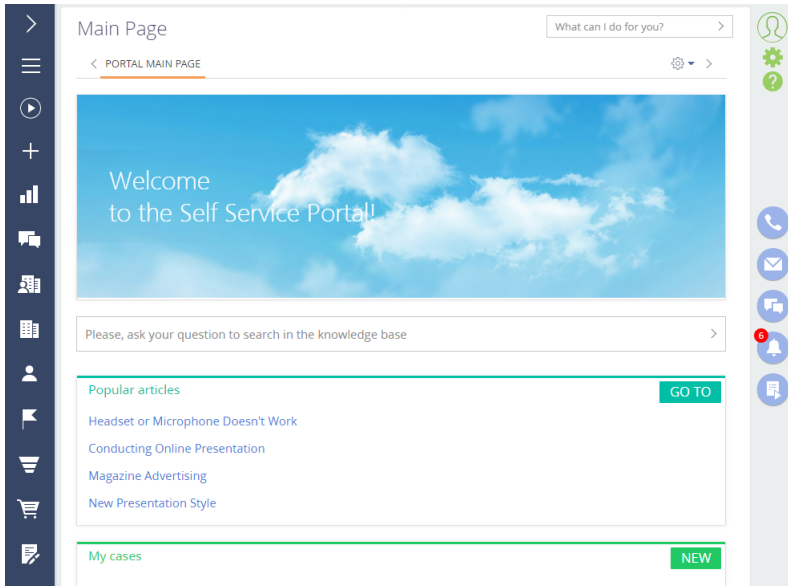 Main Page
What can I do for you?
PORTAL MAIN PAGE
Welcome
to the Self Service Portal!
Please, ask your question to search in the knowledge base
6
Popular articles
GO TO
Headset or Microphone Doesn't Work
Conducting Online Presentation
Magazine Advertising
New Presentation Style
My cases
NEW